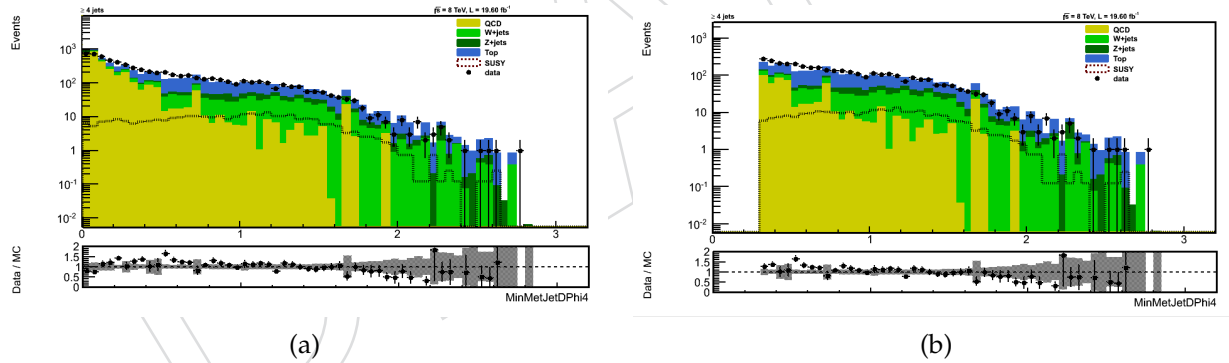 ≥ 4 jets
√s = 8 TeV, L = 19.60 fb⁻¹
Events
QCD
W+jets
Z+jets
Top
SUSY
data
10³
10²
10
1
10⁻¹
10⁻²
0 1 2 3
Data / MC
2
1.5
1
0.5
0
MinMetJetDPhi4
(a)
≥ 4 jets
√s = 8 TeV, L = 19.60 fb⁻¹
Events
QCD
W+jets
Z+jets
Top
SUSY
data
10³
10²
10
1
10⁻¹
10⁻²
0 1 2 3
Data / MC
2
1.5
1
0.5
0
MinMetJetDPhi4
(b)